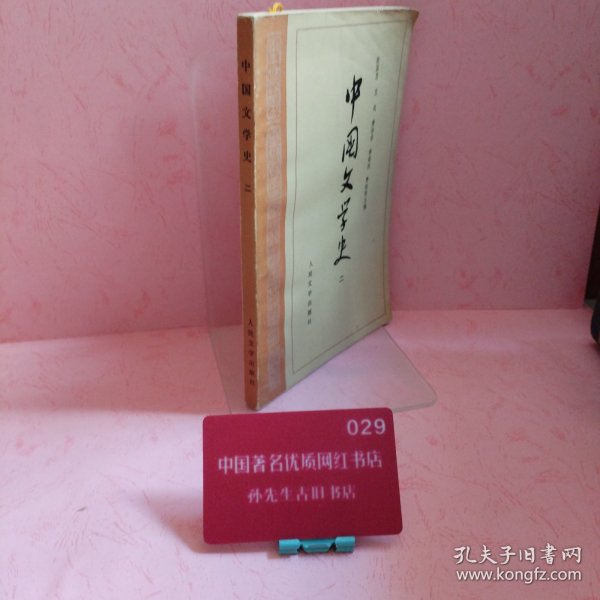 中国文学史 二
人民文学出版社
中国文学史
二
人民文学出版社
029
中国著名优质网红书店
孙先生古旧书店
孔夫子旧书网
www.kongfz.com